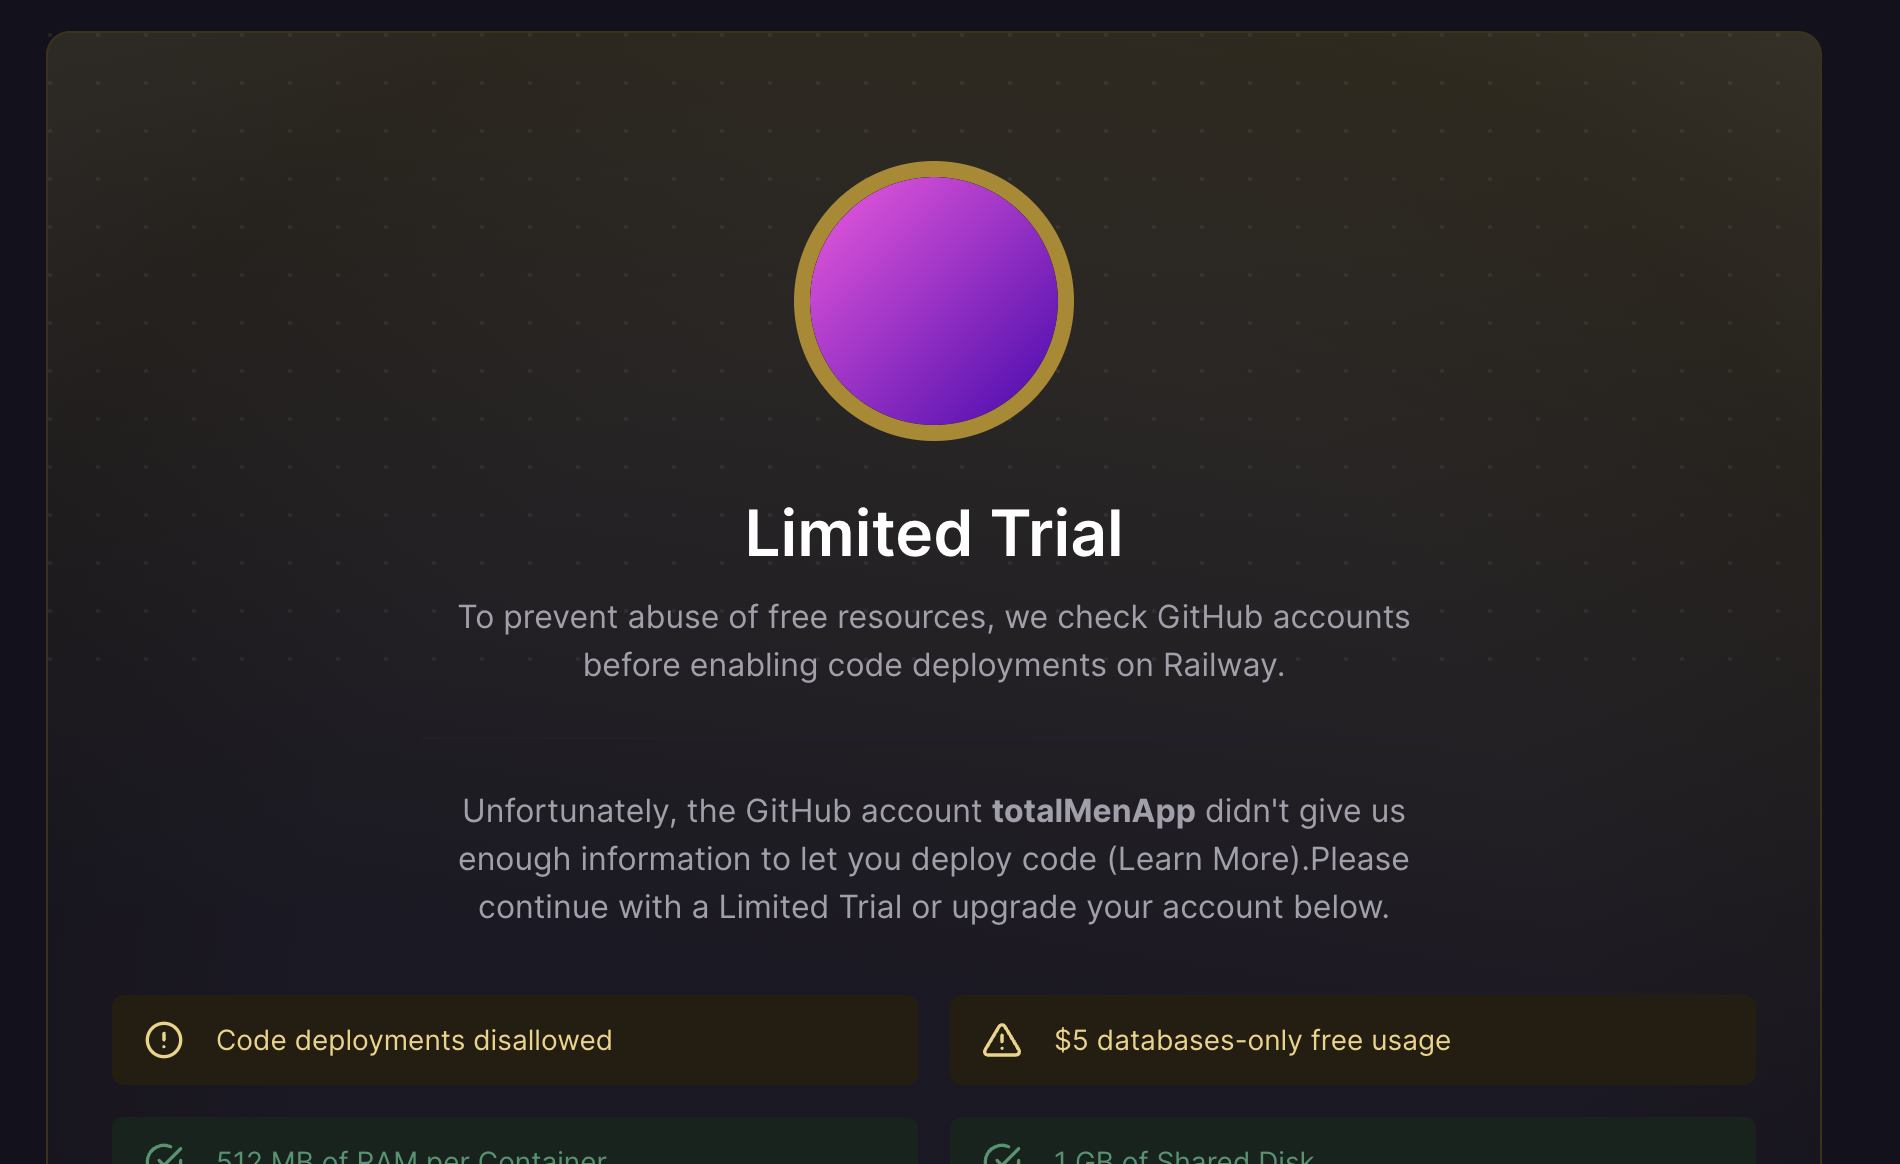 Limited Trial
To prevent abuse of free resources, we check GitHub accounts
before enabling code deployments on Railway.
Unfortunately, the GitHub account totalMenApp didn't give us
enough information to let you deploy code (Learn More).Please
continue with a Limited Trial or upgrade your account below.
Code deployments disallowed
$5 databases-only free usage
512 MB of RAM per Container
1 GB of Shared Disk